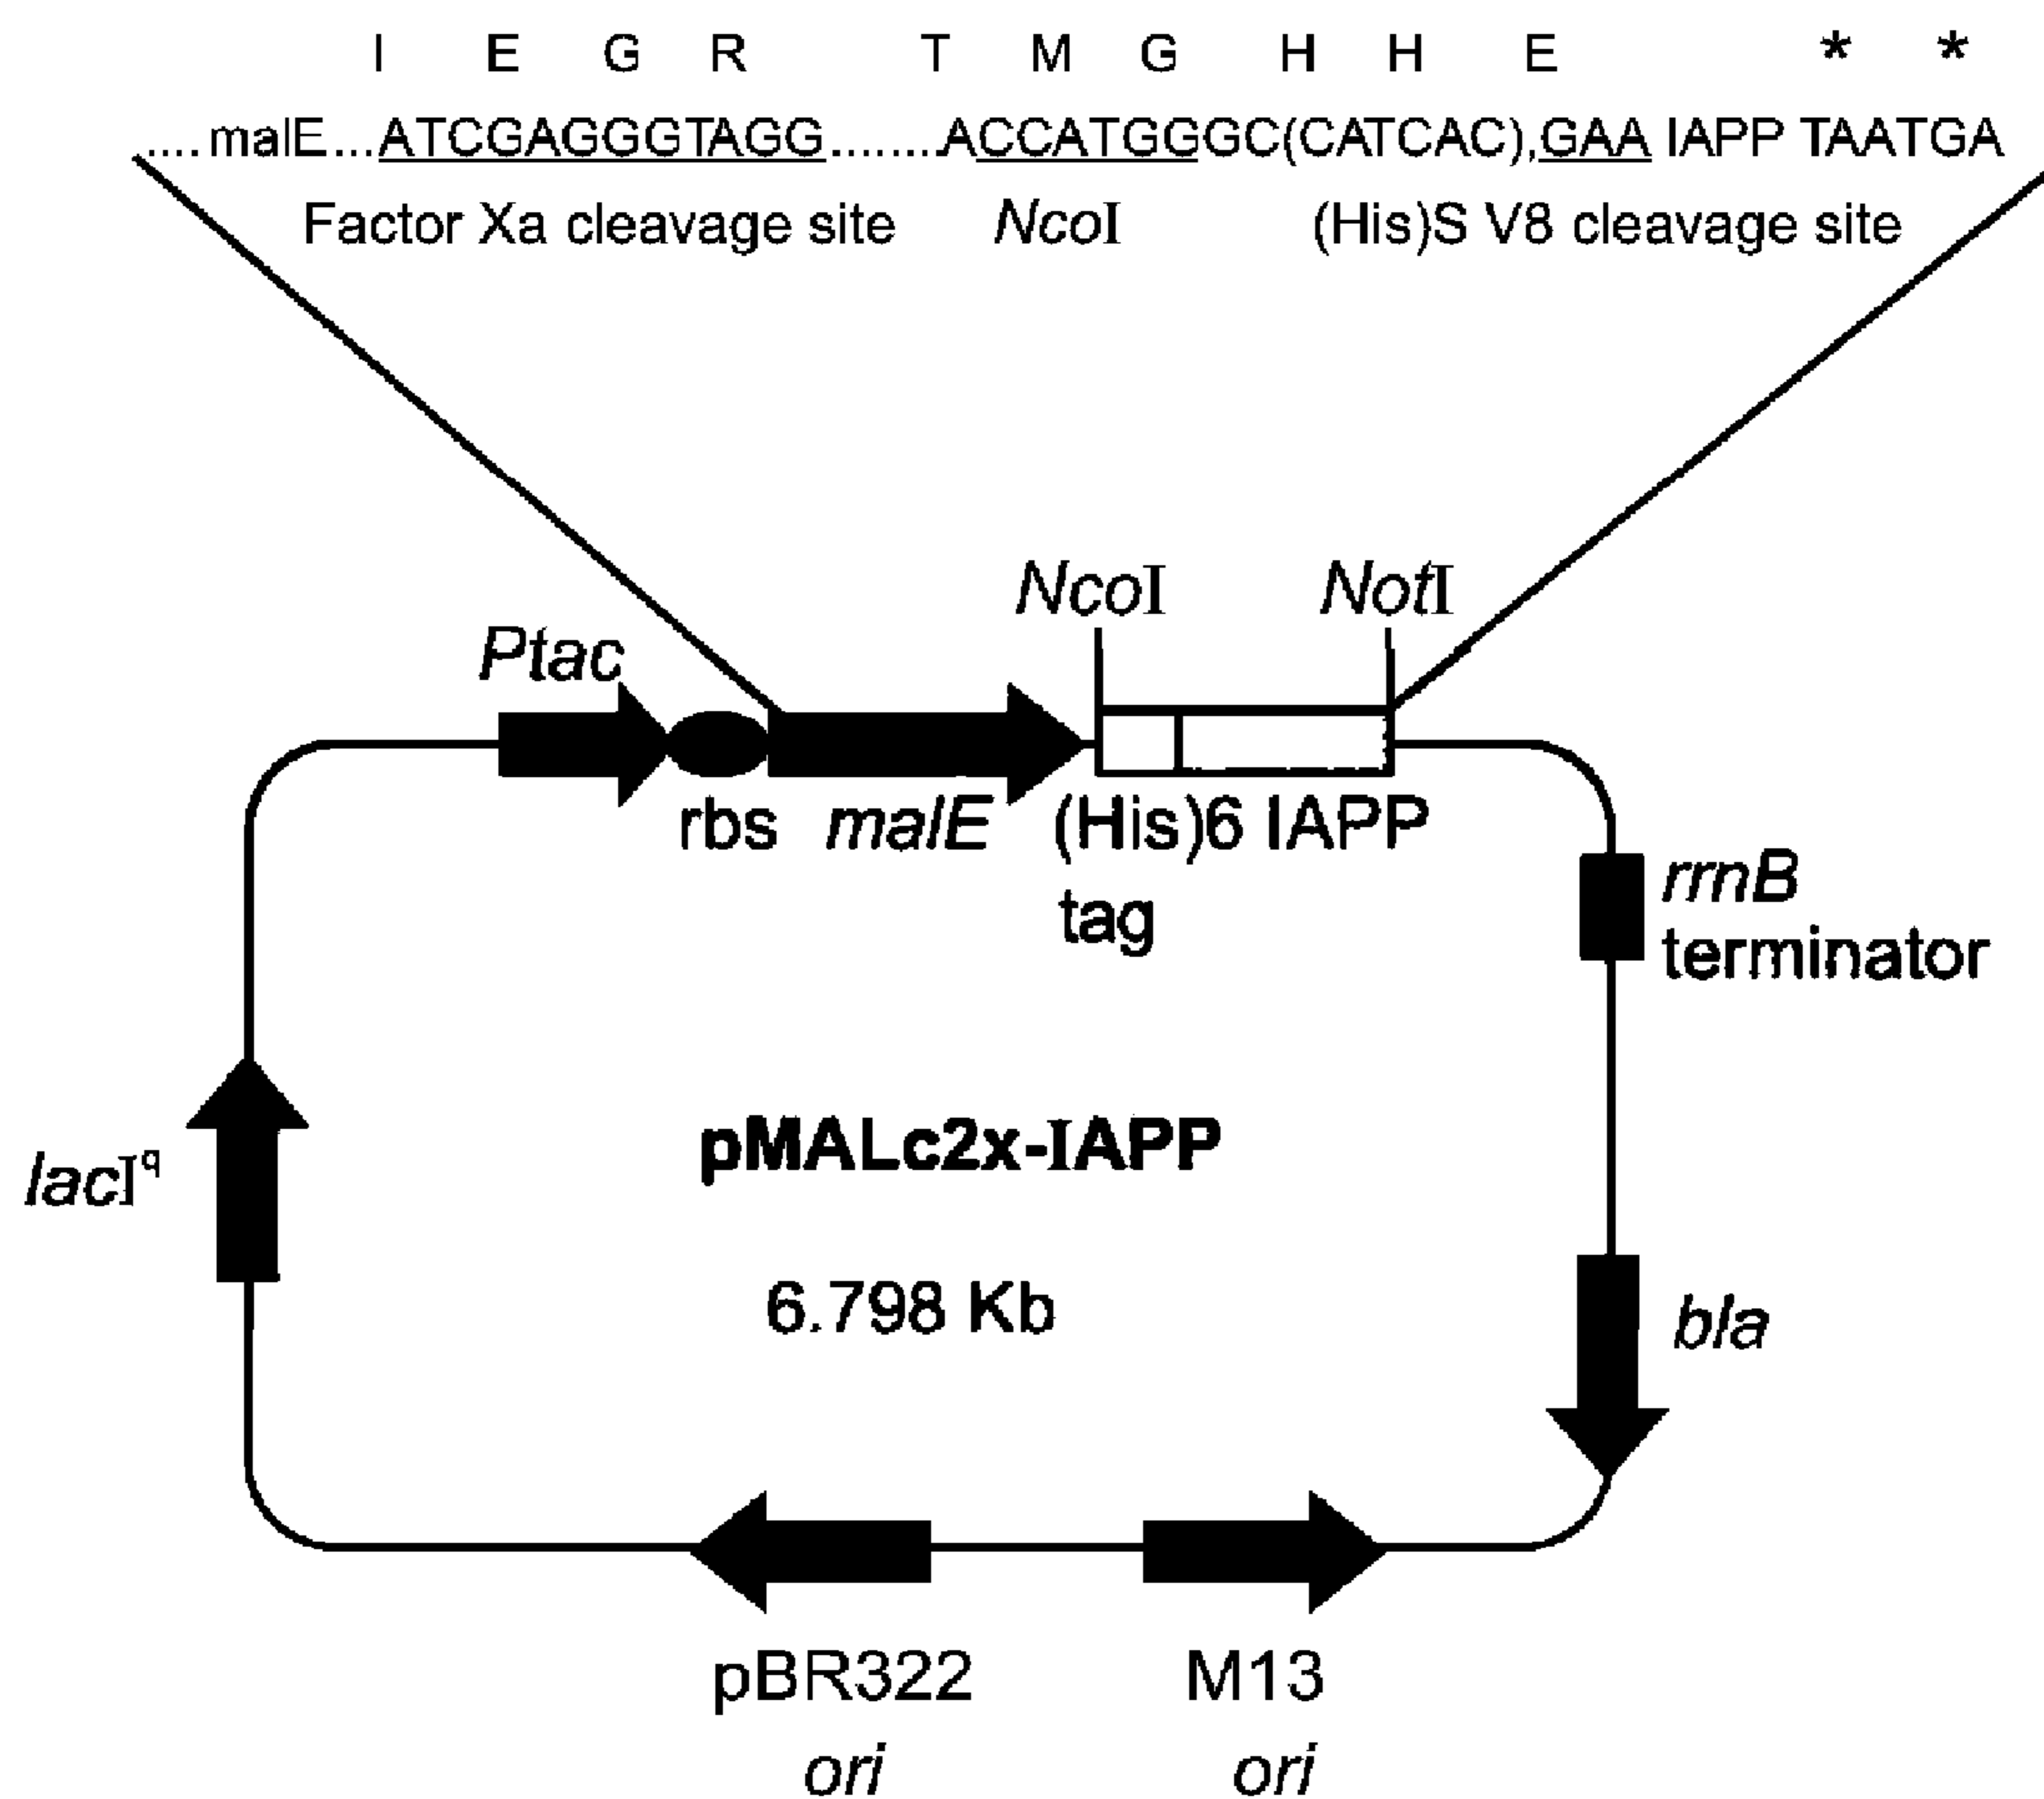 I E G R T M G H H E * *
....malE...ATCGAGGGTAGG........ACCATGGGC(CATCAC),GAA IAPP TAATGA
Factor Xa cleavage site NcoI (His)S V8 cleavage site
NcoI NotI
Ptac
rbs malE (His)6 IAPP
tag
rrnB
terminator
lacIq
pMALc2x-IAPP
6.798 Kb
bla
pBR322
ori
M13
ori